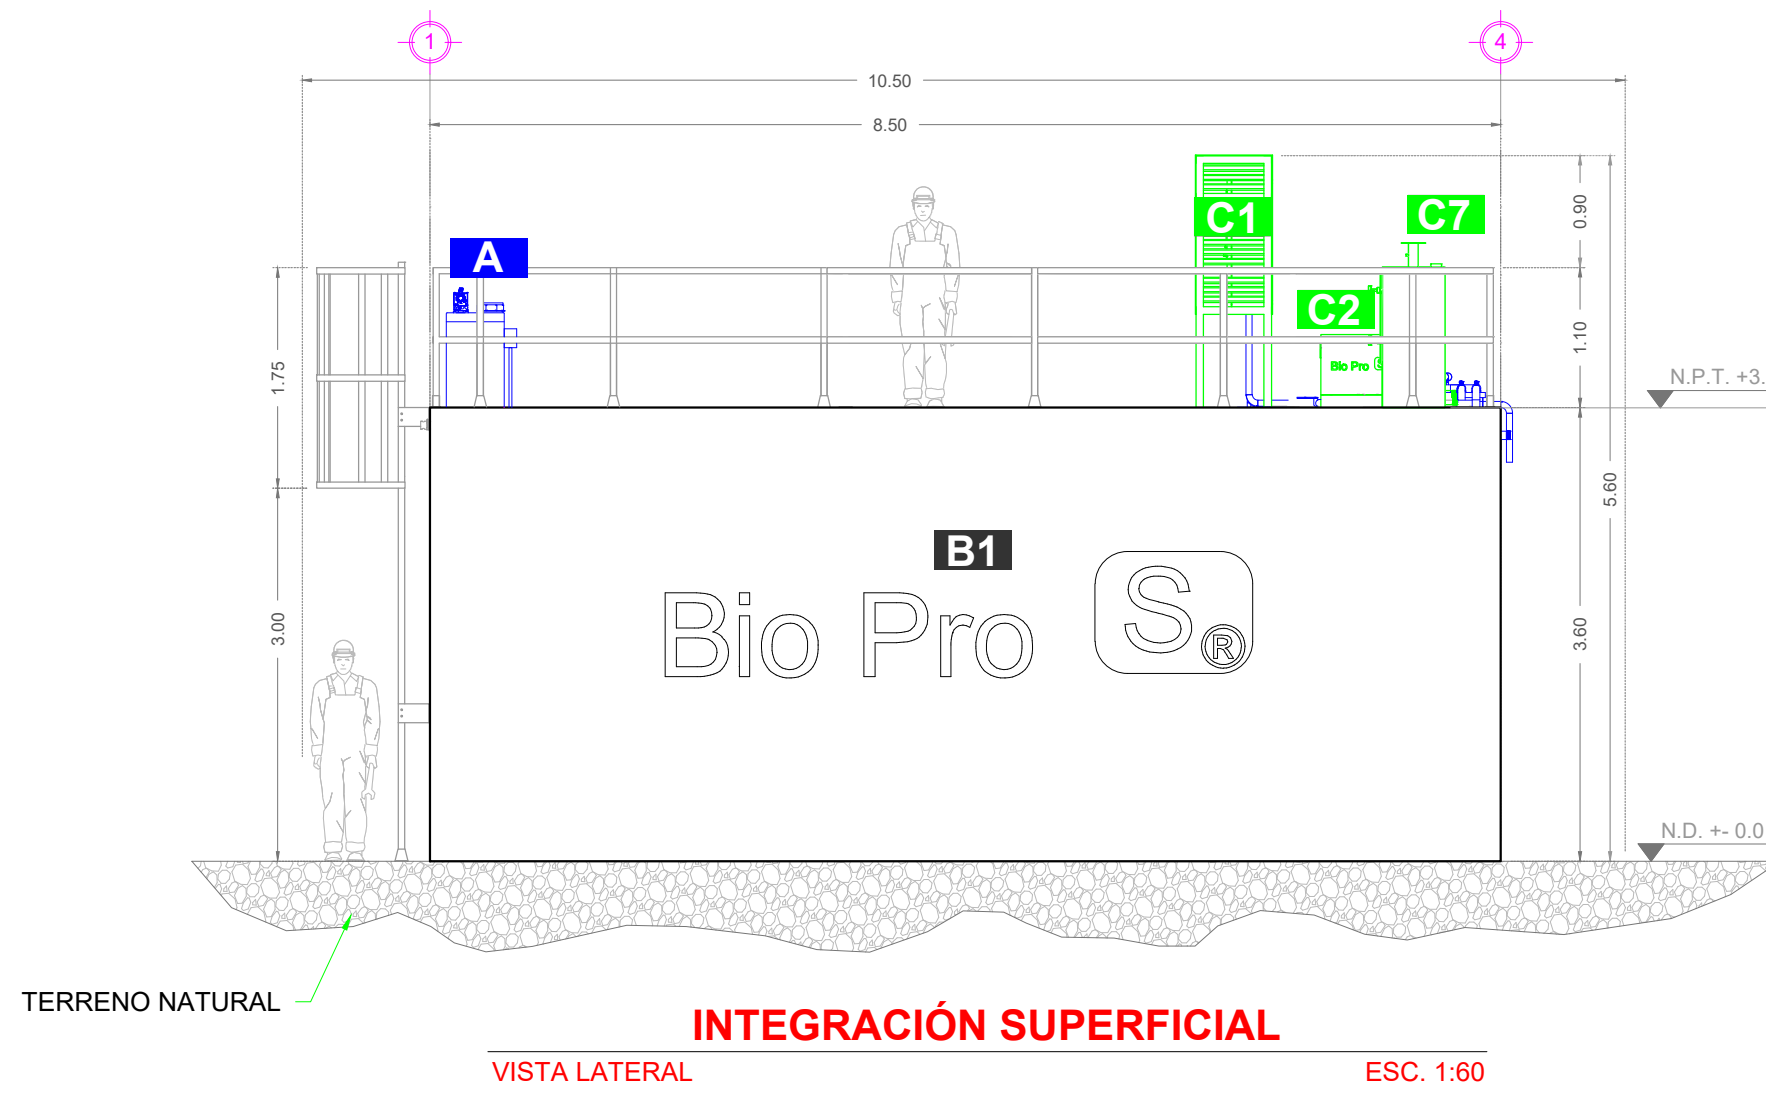 1
4
10.50
8.50
C1
C7
0.90
A
C2
1.10
1.75
Bio Pro S
N.P.T. +3.
5.60
B1
Bio Pro S®
3.00
3.60
N.D. +- 0.0
TERRENO NATURAL
INTEGRACIÓN SUPERFICIAL
VISTA LATERAL
ESC. 1:60